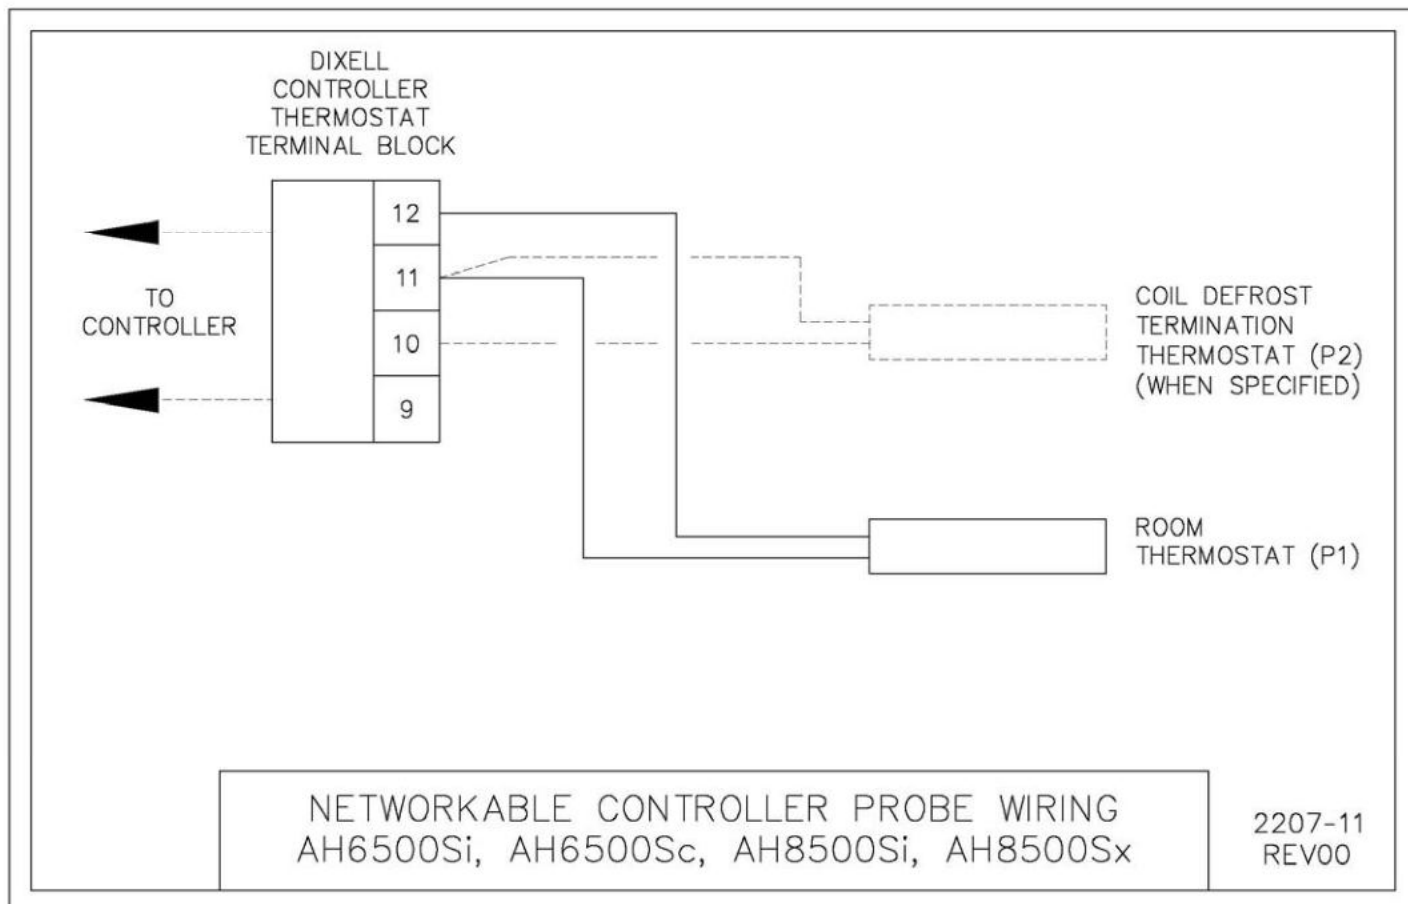 DIXELL
CONTROLLER
THERMOSTAT
TERMINAL BLOCK
12
11
10
9
TO
CONTROLLER
COIL DEFROST
TERMINATION
THERMOSTAT (P2)
(WHEN SPECIFIED)
ROOM
THERMOSTAT (P1)
NETWORKABLE CONTROLLER PROBE WIRING
AH6500Si, AH6500Sc, AH8500Si, AH8500Sx
2207-11
REV00